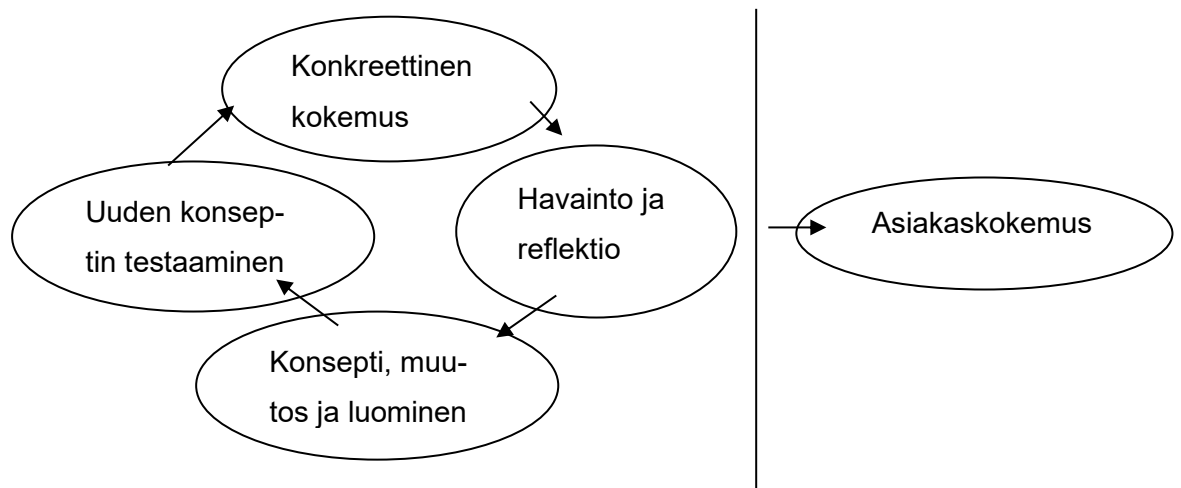 Konkreettinen
kokemus
Havainto ja
reflektio
Konsepti, muu-
tos ja luominen
Uuden konsep-
tin testaaminen
Asiakaskokemus